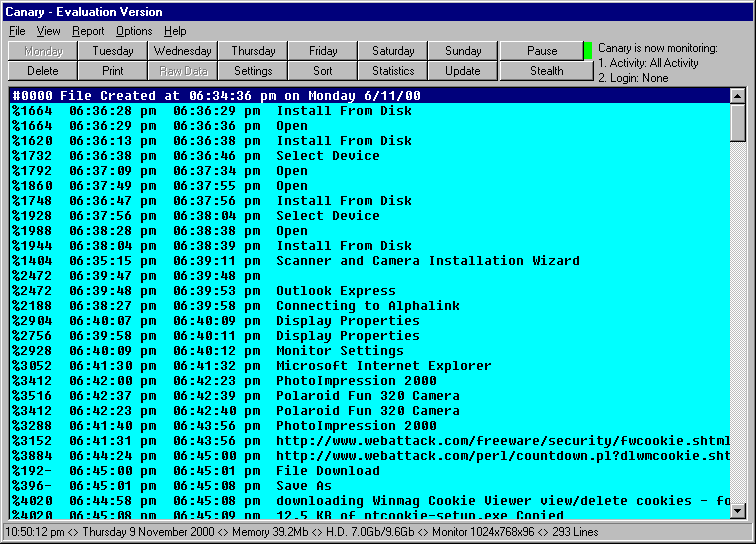 Canary - Evaluation Version
File View Report Options Help
Monday Tuesday Wednesday Thursday Friday Saturday Sunday Pause
Delete Print Raw Data Settings Sort Statistics Update Stealth
Canary is now monitoring:
1. Activity: All Activity
2. Login: None
#0000 File Created at 06:34:36 pm on Monday 6/11/00
%1664 06:36:28 pm 06:36:29 pm Install From Disk
%1664 06:36:29 pm 06:36:36 pm Open
%1620 06:36:13 pm 06:36:38 pm Install From Disk
%1732 06:36:38 pm 06:36:46 pm Select Device
%1792 06:37:09 pm 06:37:34 pm Open
%1860 06:37:49 pm 06:37:55 pm Open
%1748 06:36:47 pm 06:37:56 pm Install From Disk
%1928 06:37:56 pm 06:38:04 pm Select Device
%1988 06:38:28 pm 06:38:38 pm Open
%1944 06:38:04 pm 06:38:39 pm Install From Disk
%1404 06:35:15 pm 06:39:11 pm Scanner and Camera Installation Wizard
%2472 06:39:47 pm 06:39:48 pm
%2472 06:39:48 pm 06:39:53 pm Outlook Express
%2188 06:38:27 pm 06:39:58 pm Connecting to Alphalink
%2904 06:40:07 pm 06:40:09 pm Display Properties
%2756 06:39:58 pm 06:40:11 pm Display Properties
%2928 06:40:09 pm 06:40:12 pm Monitor Settings
%3052 06:41:30 pm 06:41:32 pm Microsoft Internet Explorer
%3412 06:42:00 pm 06:42:23 pm PhotoImpression 2000
%3516 06:42:37 pm 06:42:39 pm Polaroid Fun 320 Camera
%3412 06:42:23 pm 06:42:40 pm Polaroid Fun 320 Camera
%3288 06:41:40 pm 06:43:56 pm PhotoImpression 2000
%3152 06:41:31 pm 06:43:56 pm http://www.webattack.com/freeware/security/fwcookie.shtml
%3884 06:44:24 pm 06:45:00 pm http://www.webattack.com/perl/countdown.pl?dlwmcookie.sht
%192- 06:45:00 pm 06:45:01 pm File Download
%396- 06:45:01 pm 06:45:08 pm Save As
%4020 06:44:58 pm 06:45:08 pm downloading Winmag Cookie Viewer view/delete cookies - fo
%4020 06:45:08 pm 06:45:09 pm 12.5 KB of ntcookie-setup.exe Copied
10:50:12 pm <> Thursday 9 November 2000 <> Memory 39.2Mb <> H.D. 7.0Gb/9.6Gb <> Monitor 1024x768x96 <> 293 Lines